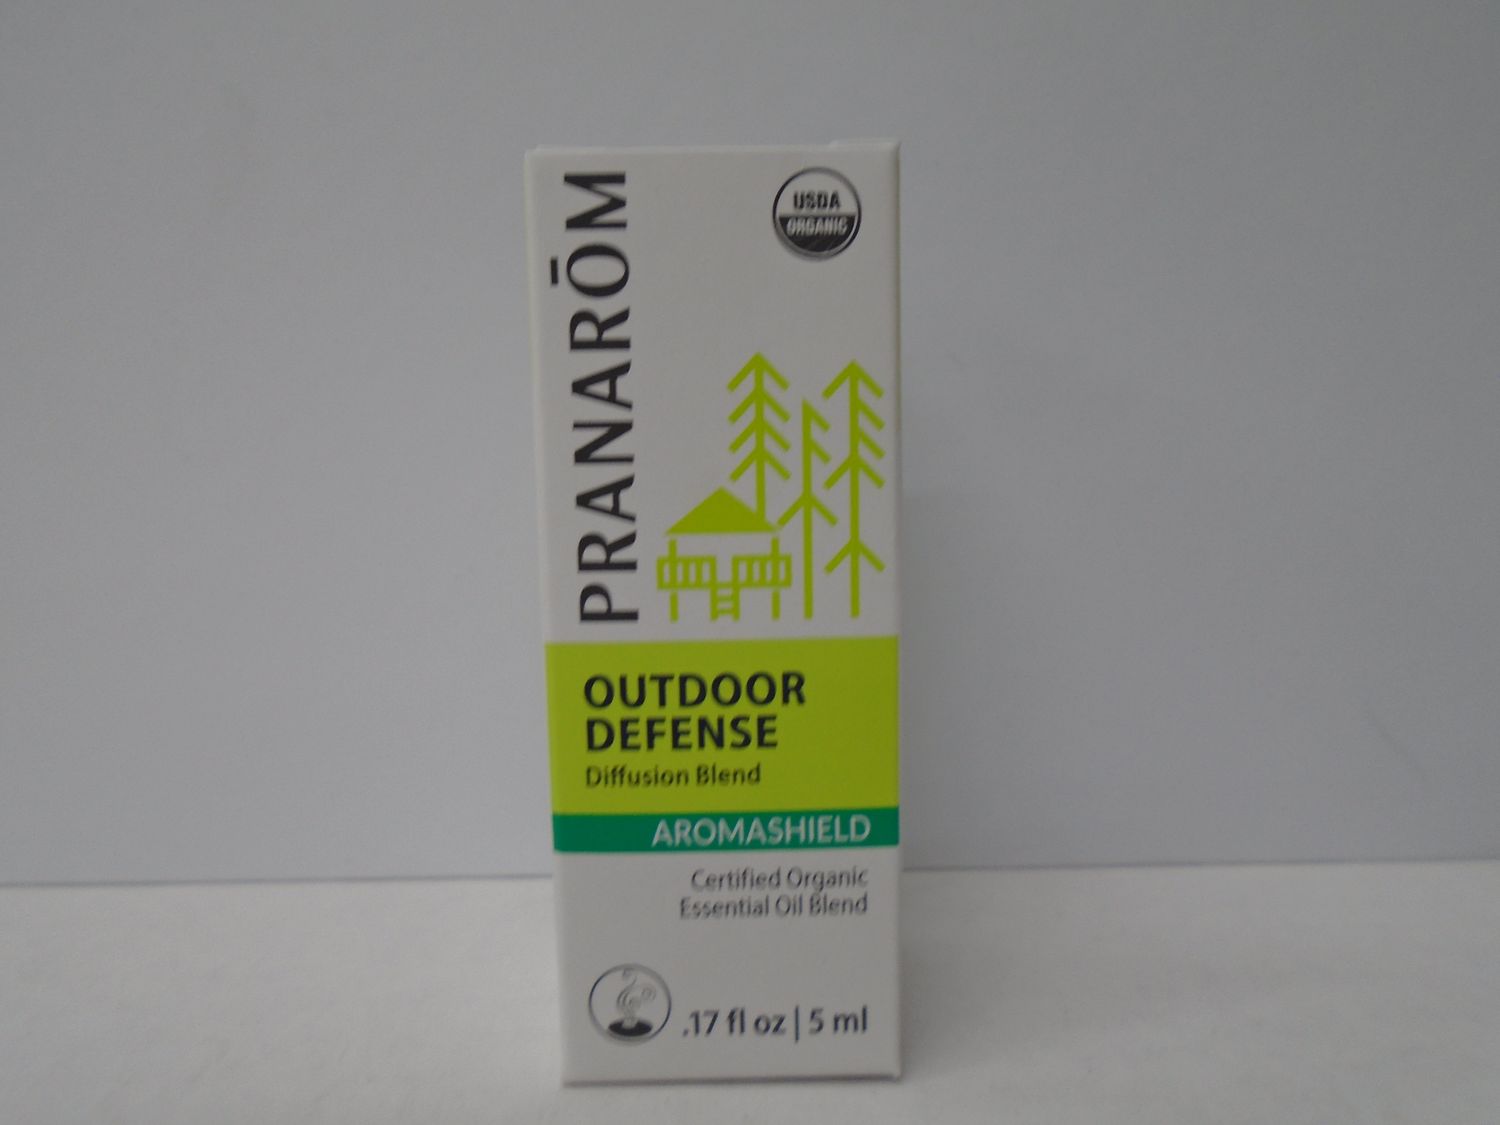 PRANARŌM
USDA
ORGANIC
OUTDOOR
DEFENSE
Diffusion Blend
AROMASHIELD
Certified Organic
Essential Oil Blend
.17 fl oz | 5 ml